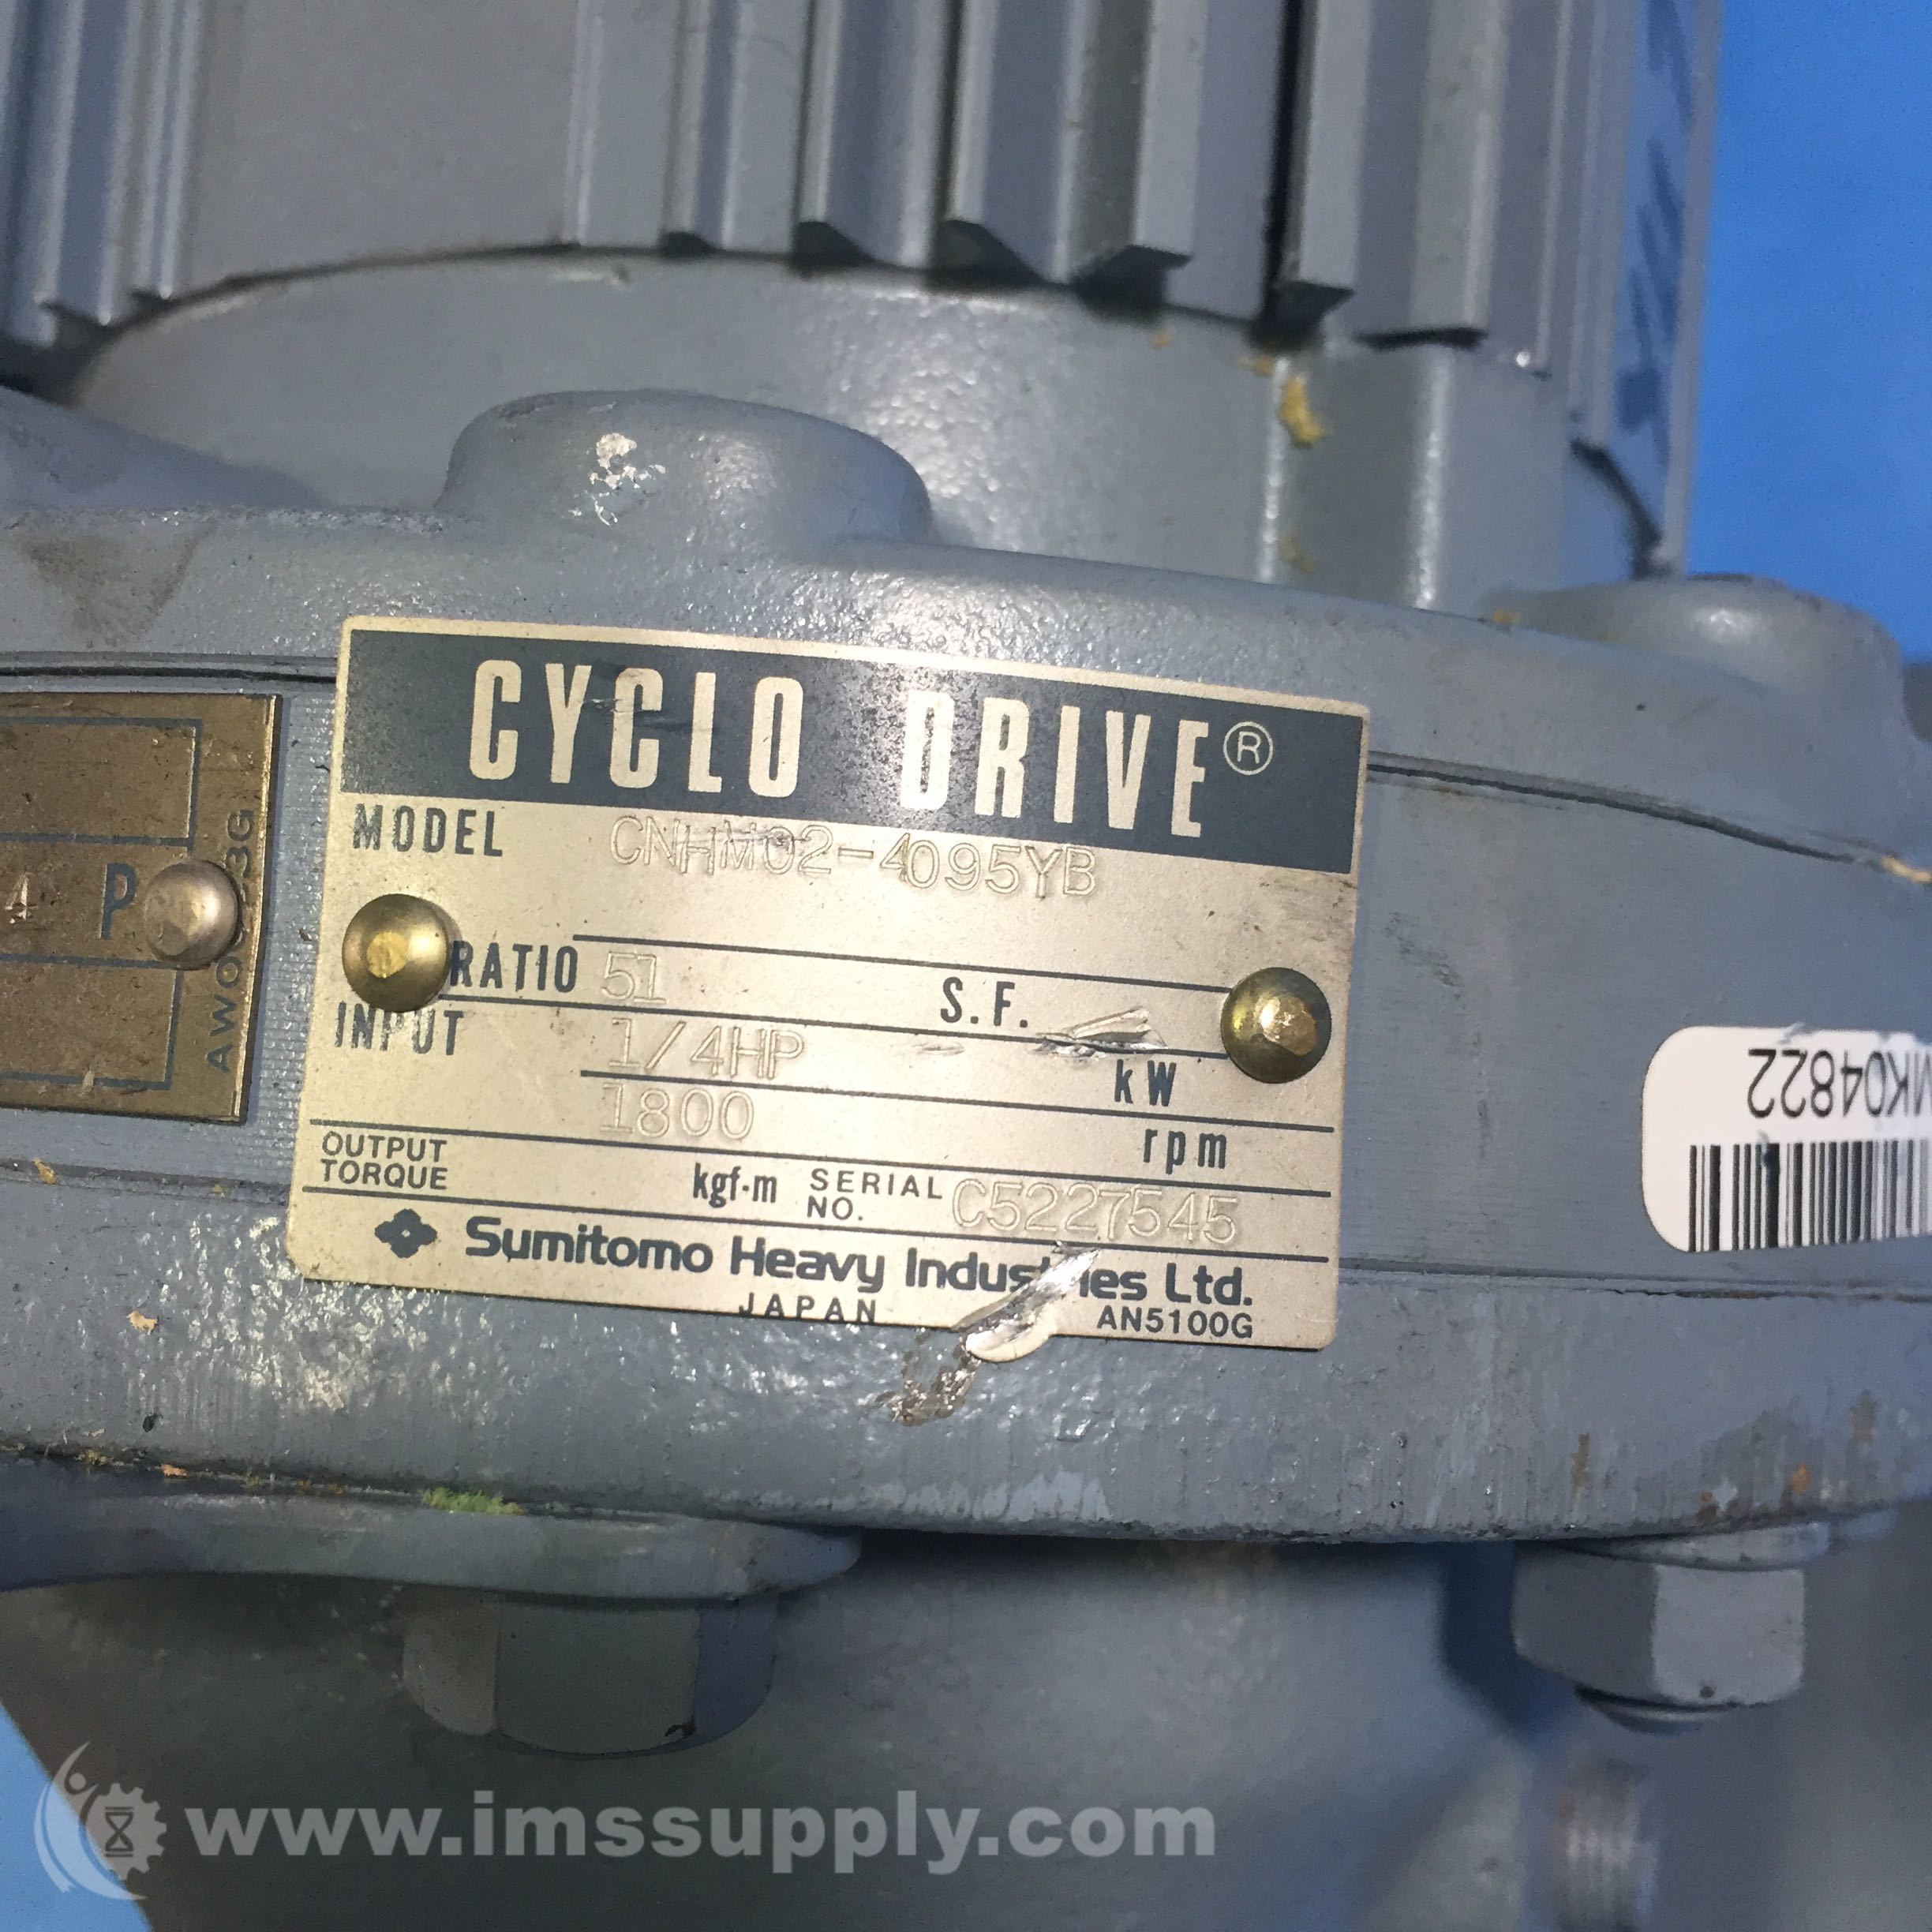 CYCLO DRIVE®
MODEL CNHM02-4095YB
RATIO 51 S.F.
INPUT 1/4HP kW
1800 rpm
OUTPUT TORQUE kgf·m SERIAL NO. C5227545
Sumitomo Heavy Industries Ltd.
JAPAN AN5100G
4 P
MK04822
www.imssupply.com